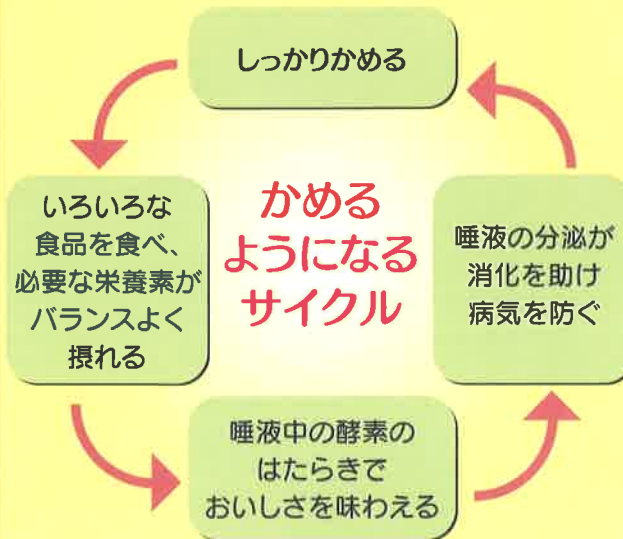 しっかりかめる
かめる
ようになる
サイクル
いろいろな
食品を食べ、
必要な栄養素が
バランスよく
摂れる
唾液中の酵素の
はたらきで
おいしさを味わえる
唾液の分泌が
消化を助け
病気を防ぐ